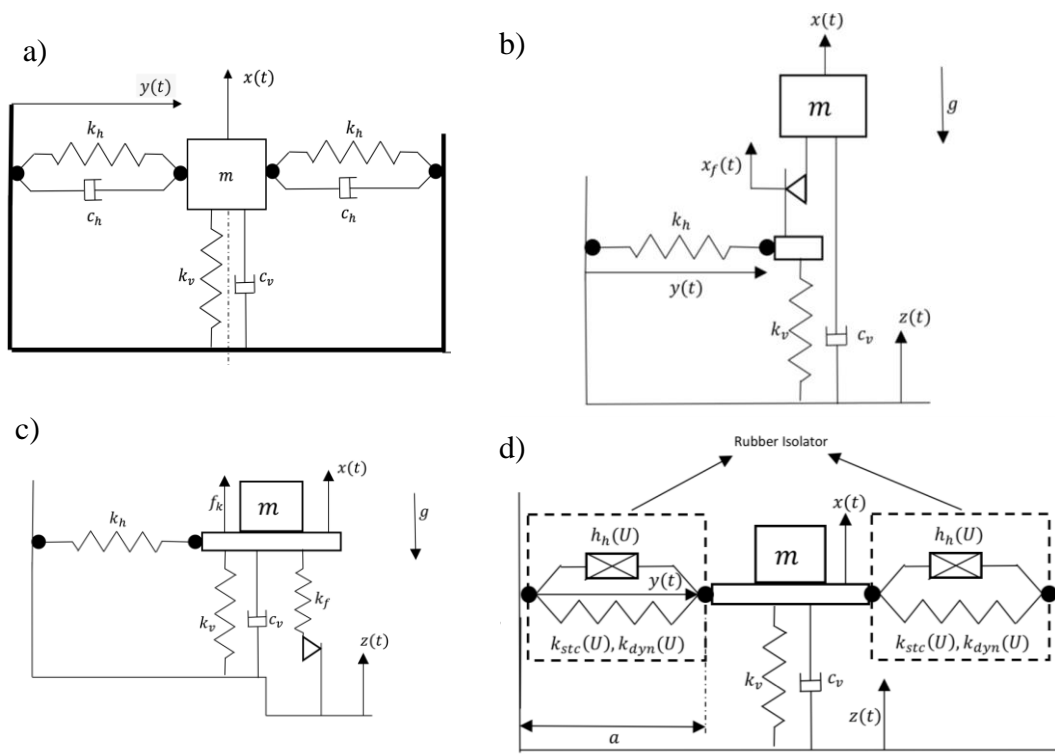 a)
y(t)
x(t)
k_h
k_h
m
c_h
c_h
k_v
c_v
b)
x(t)
m
g
x_f(t)
k_h
y(t)
z(t)
k_v
c_v
c)
x(t)
f_k
m
g
k_h
k_f
k_v
c_v
z(t)
d)
Rubber Isolator
x(t)
h_h(U)
h_h(U)
m
y(t)
k_stc(U), k_dyn(U)
k_stc(U), k_dyn(U)
k_v
c_v
z(t)
a